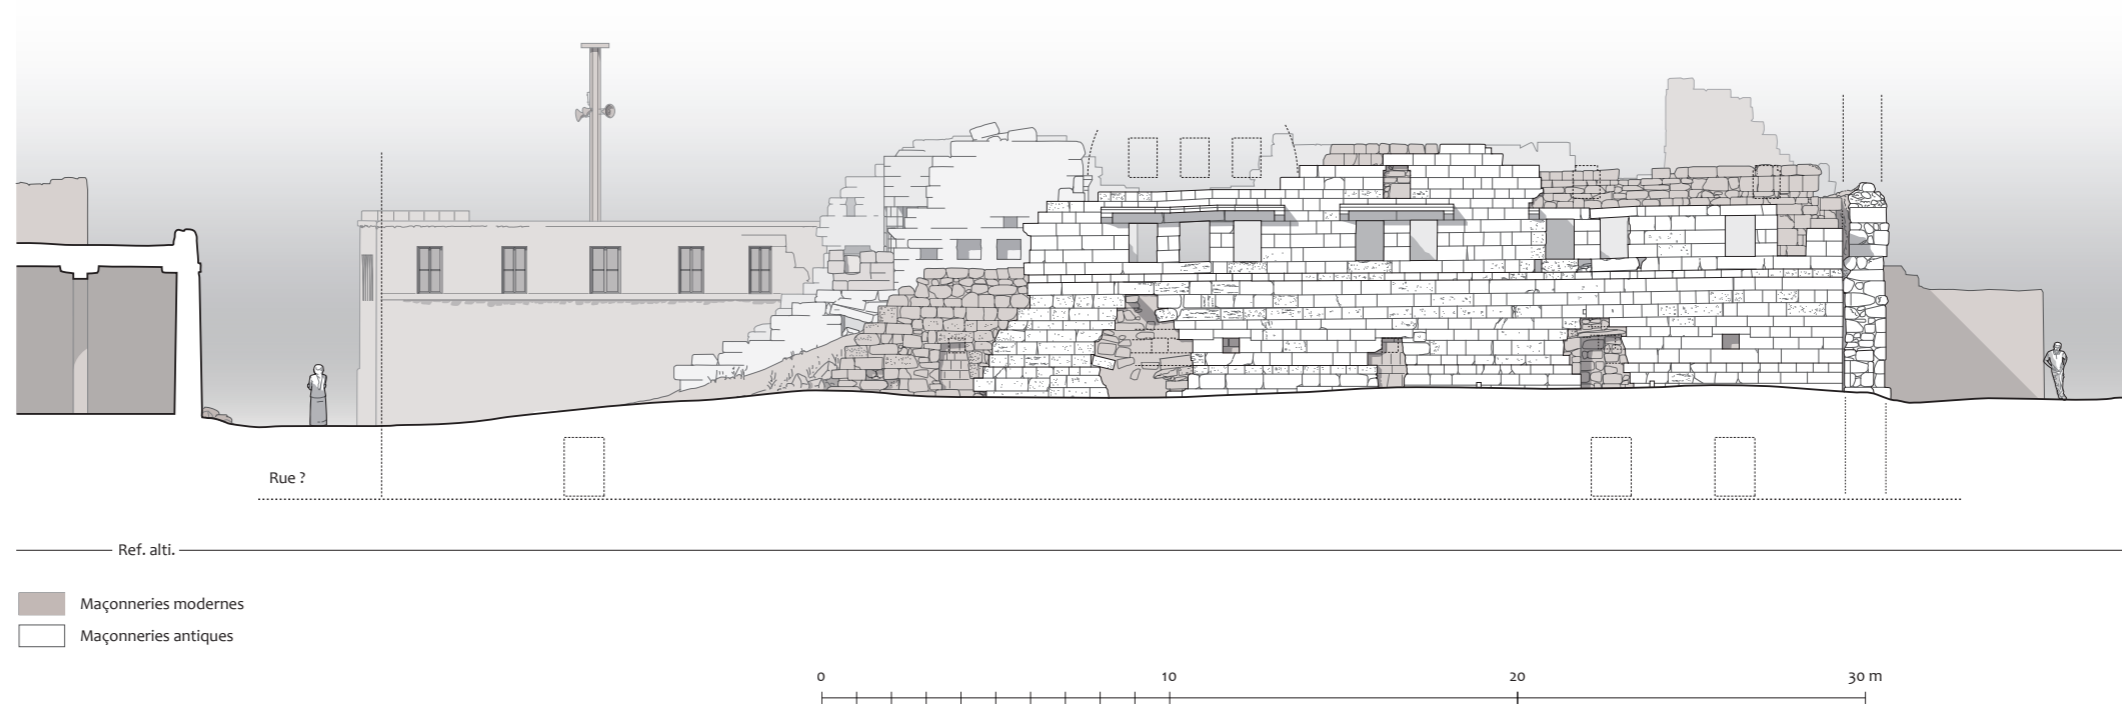 Rue ?
Ref. alti.
Maçonneries modernes
Maçonneries antiques
0 10 20 30 m